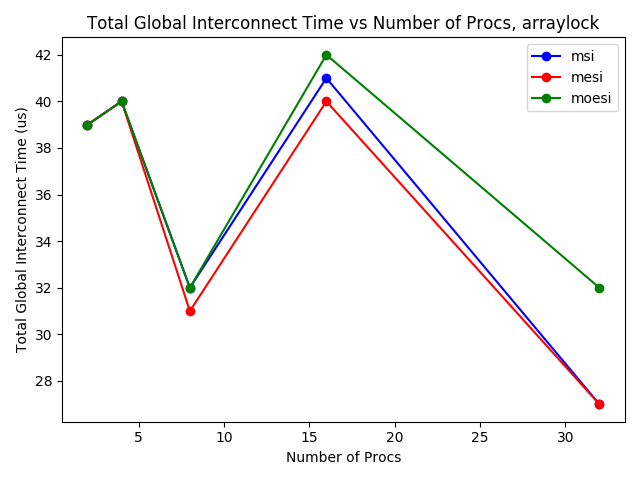 Total Global Interconnect Time vs Number of Procs, arraylock
msi
mesi
moesi
Total Global Interconnect Time (us)
42
40
38
36
34
32
30
28
5
10
15
20
25
30
Number of Procs